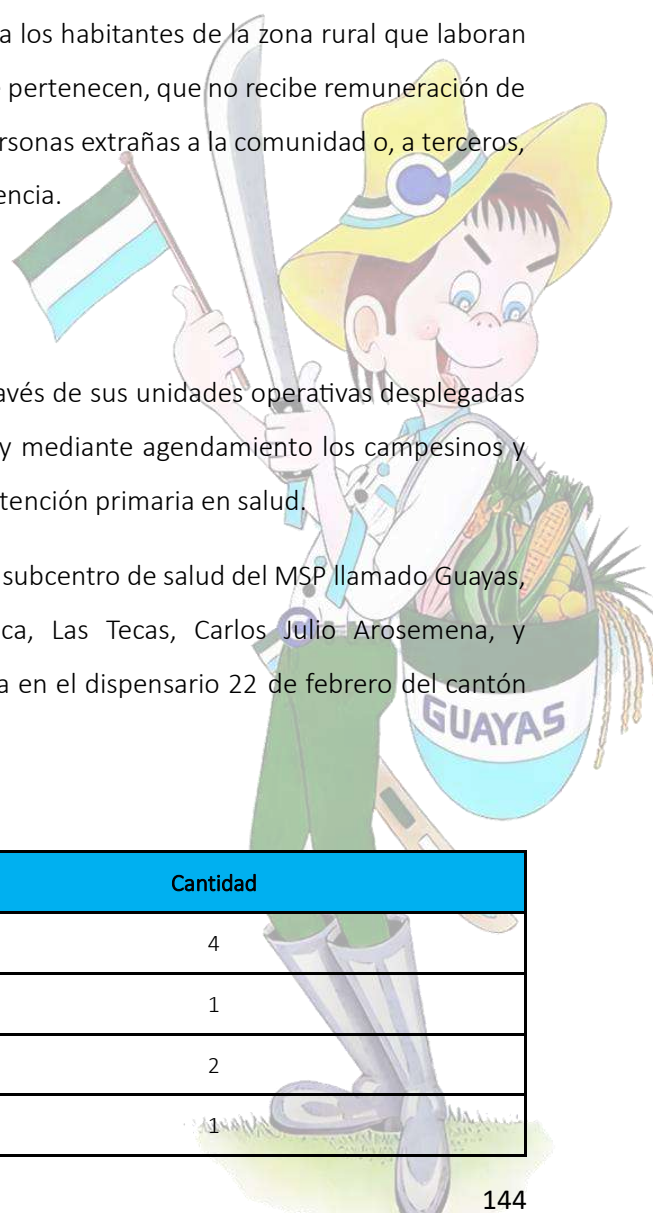 a los habitantes de la zona rural que laboran
pertenecen, que no recibe remuneración de
personas extrañas a la comunidad o, a terceros,
encia.
avés de sus unidades operativas desplegadas
y mediante agendamiento los campesinos y
tención primaria en salud.
subcentro de salud del MSP llamado Guayas,
ca, Las Tecas, Carlos Julio Arosemena, y
a en el dispensario 22 de febrero del cantón
GUAYAS
Cantidad
4
1
2
1
144